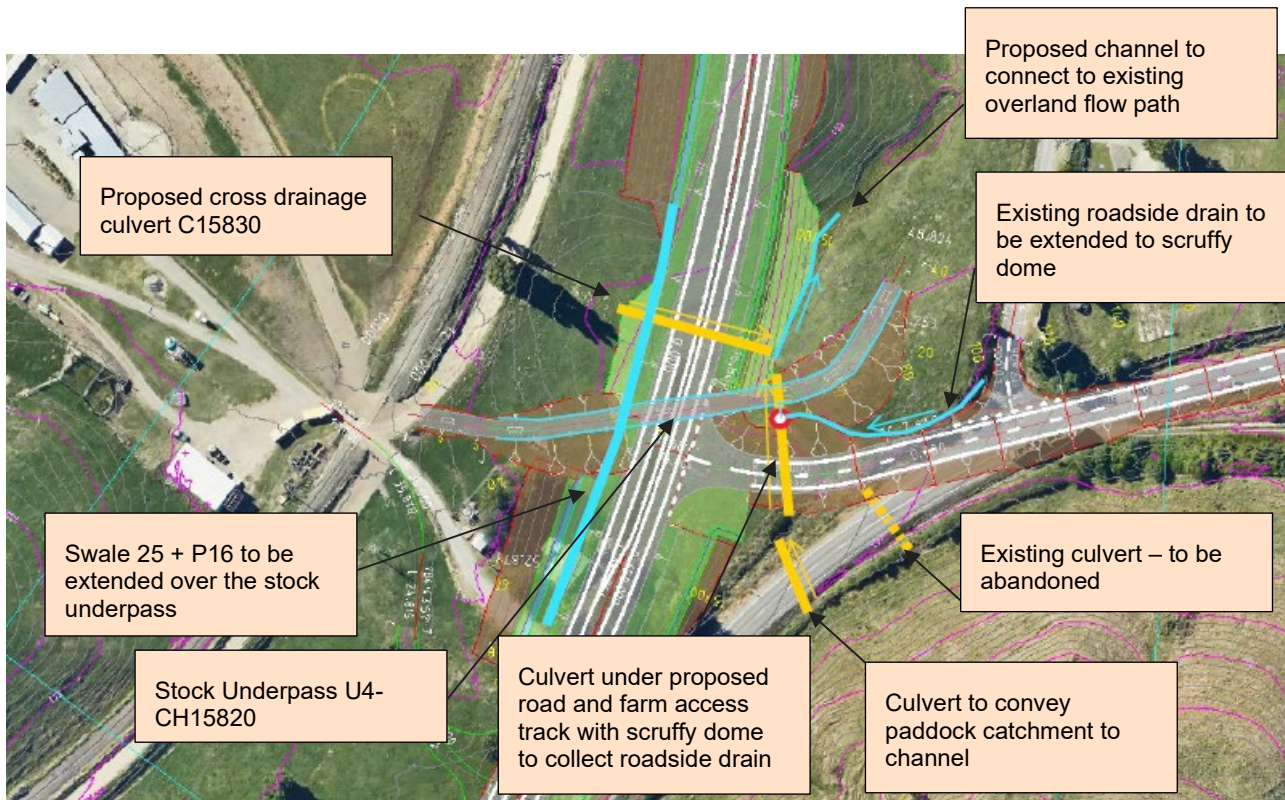 Proposed channel to
connect to existing
overland flow path
Proposed cross drainage
culvert C15830
Existing roadside drain to
be extended to scruffy
dome
Swale 25 + P16 to be
extended over the stock
underpass
Existing culvert – to be
abandoned
Stock Underpass U4-
CH15820
Culvert under proposed
road and farm access
track with scruffy dome
to collect roadside drain
Culvert to convey
paddock catchment to
channel